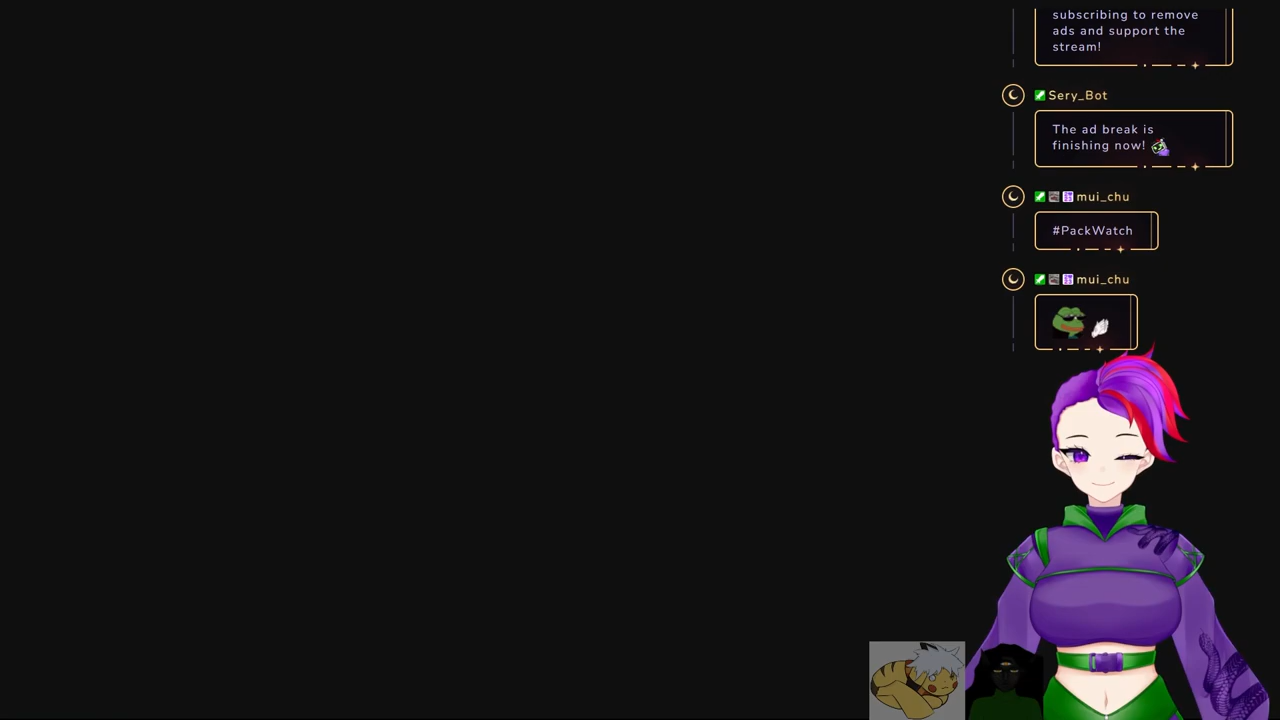 subscribing to remove
ads and support the
stream!
Sery_Bot
The ad break is
finishing now!
mui_chu
#PackWatch
mui_chu